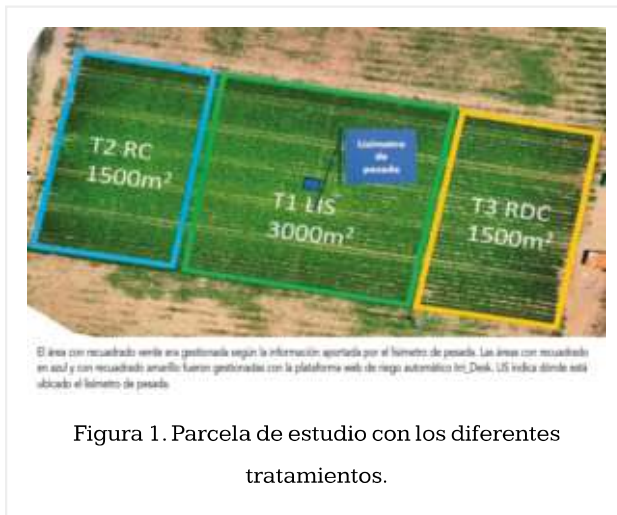 T2 RC
1500m²
Lisímetro
de
pesada
T1 LIS
3000m²
T3 RDC
1500m²
El área con recuadrado verde era gestionada según la información aportada por el lisímetro de pesada. Las áreas con recuadrado
en azul y con recuadrado amarillo fueron gestionadas con la plataforma web de riego automático Irri_Desk. LIS indica dónde está
ubicado el lisímetro de pesada.
Figura 1. Parcela de estudio con los diferentes
tratamientos.